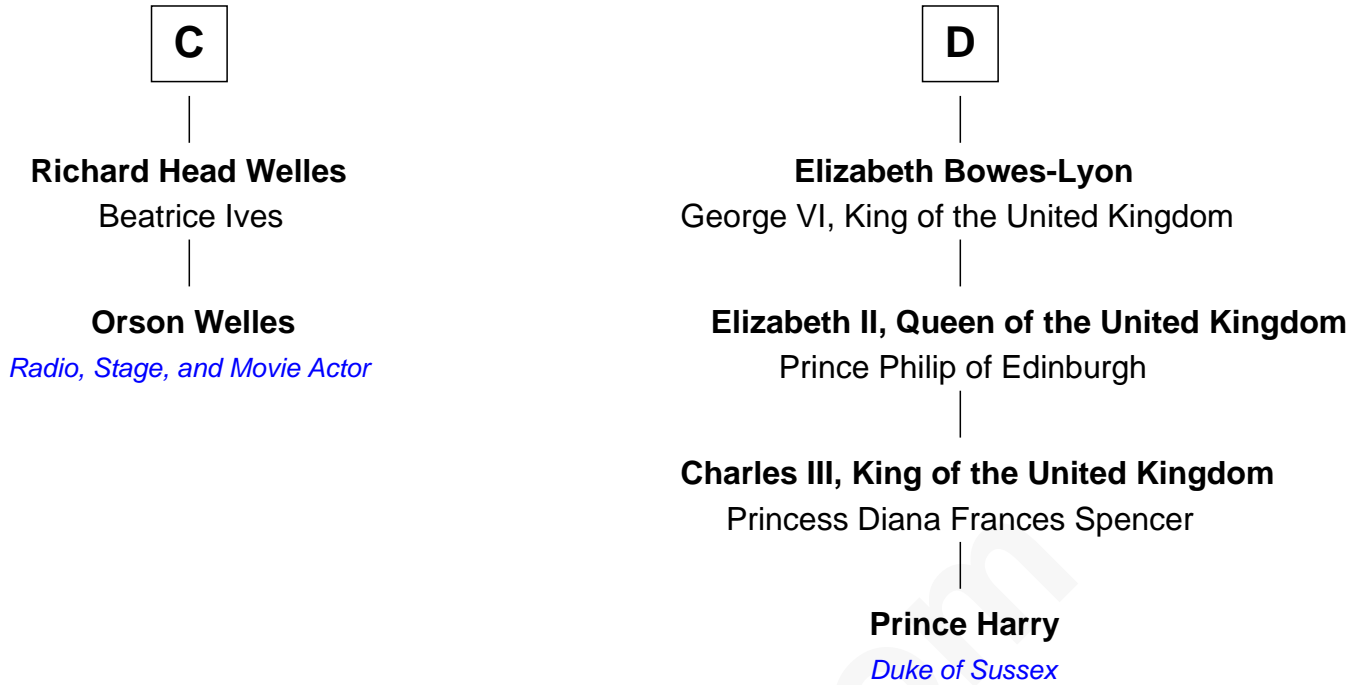 C
Richard Head Welles
Beatrice Ives
Orson Welles
Radio, Stage, and Movie Actor
D
Elizabeth Bowes-Lyon
George VI, King of the United Kingdom
Elizabeth II, Queen of the United Kingdom
Prince Philip of Edinburgh
Charles III, King of the United Kingdom
Princess Diana Frances Spencer
Prince Harry
Duke of Sussex